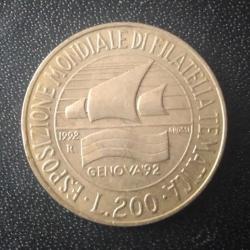 ESPOSIZIONE MONDIALE DI FILATELIA TEMATICA
1992
R
GENOVA '92
L.200